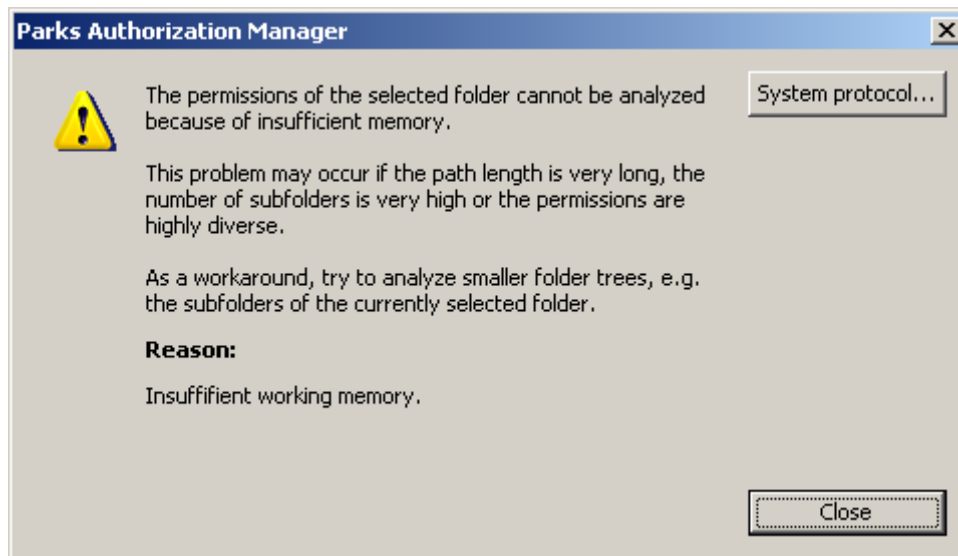 Parks Authorization Manager
The permissions of the selected folder cannot be analyzed
because of insufficient memory.
System protocol...
This problem may occur if the path length is very long, the
number of subfolders is very high or the permissions are
highly diverse.
As a workaround, try to analyze smaller folder trees, e.g.
the subfolders of the currently selected folder.
Reason:
Insuffifient working memory.
Close